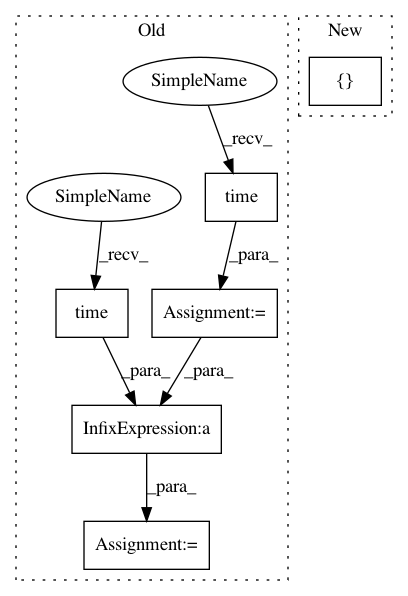 Old
New
SimpleName
{}
_recv_
SimpleName
time
_recv_
_para_
time
Assignment:=
_para_
_para_
InfixExpression:a
_para_
Assignment:=